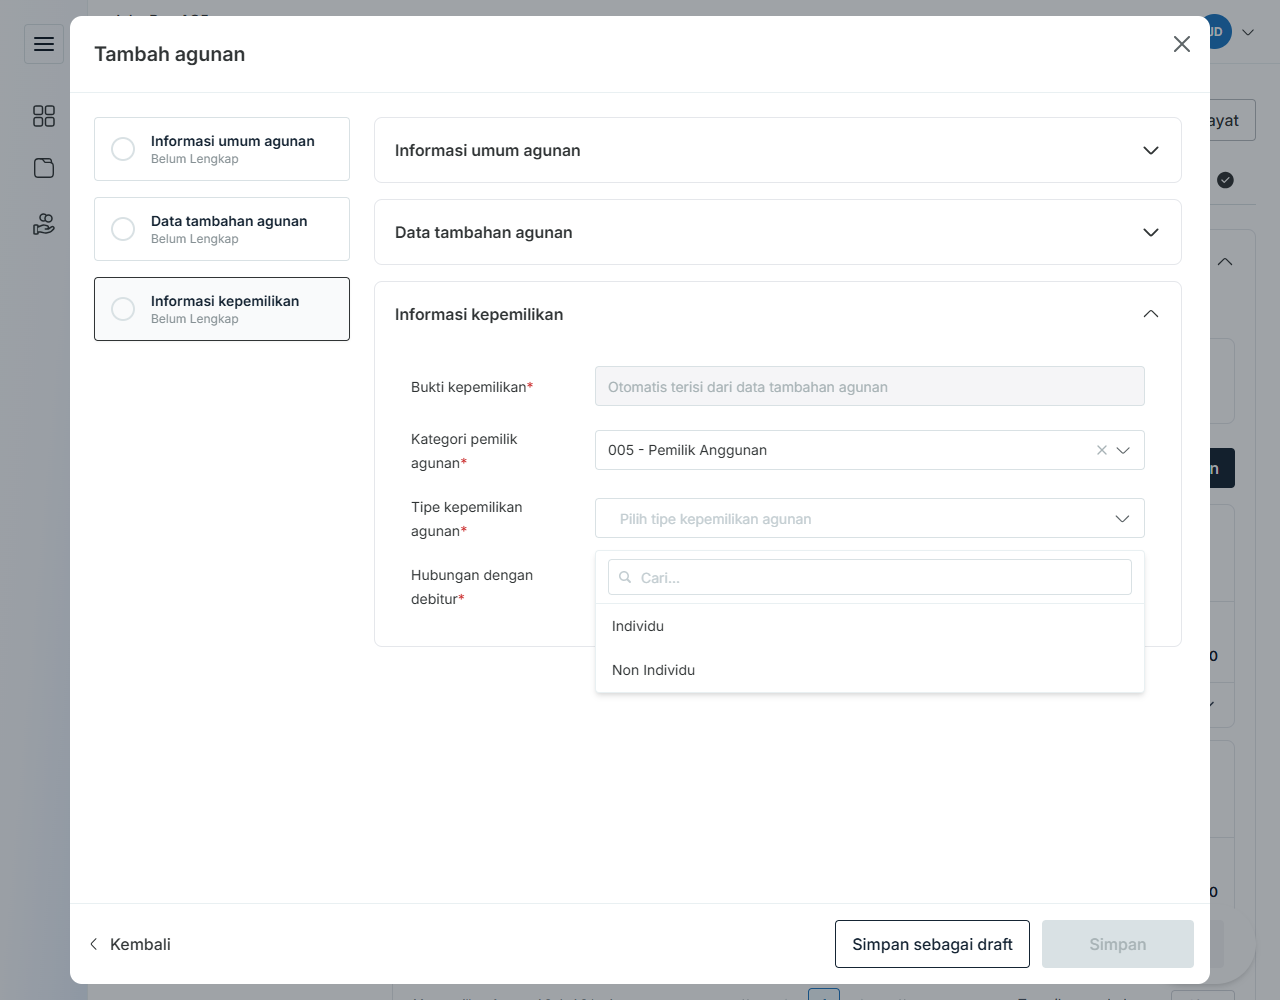 Tambah agunan
JD
ayat
Informasi umum agunan
Belum Lengkap
Data tambahan agunan
Belum Lengkap
Informasi kepemilikan
Belum Lengkap
Informasi umum agunan
Data tambahan agunan
Informasi kepemilikan
Bukti kepemilikan*
Otomatis terisi dari data tambahan agunan
Kategori pemilik
agunan*
005 - Pemilik Anggunan
Tipe kepemilikan
agunan*
Pilih tipe kepemilikan agunan
Hubungan dengan
debitur*
Cari...
Individu
Non Individu
n
0
0
Kembali
Simpan sebagai draft
Simpan